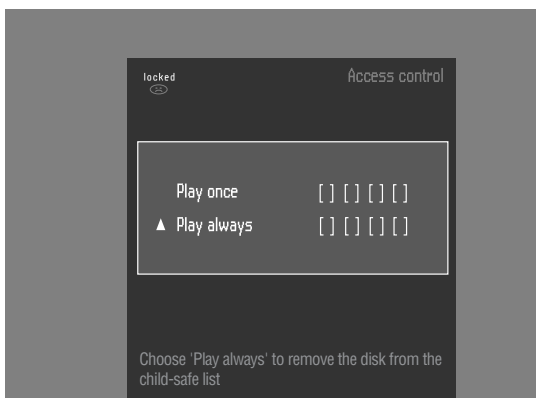 locked
Access control
Play once [ ] [ ] [ ] [ ]
▲ Play always [ ] [ ] [ ] [ ]
Choose 'Play always' to remove the disk from the
child-safe list